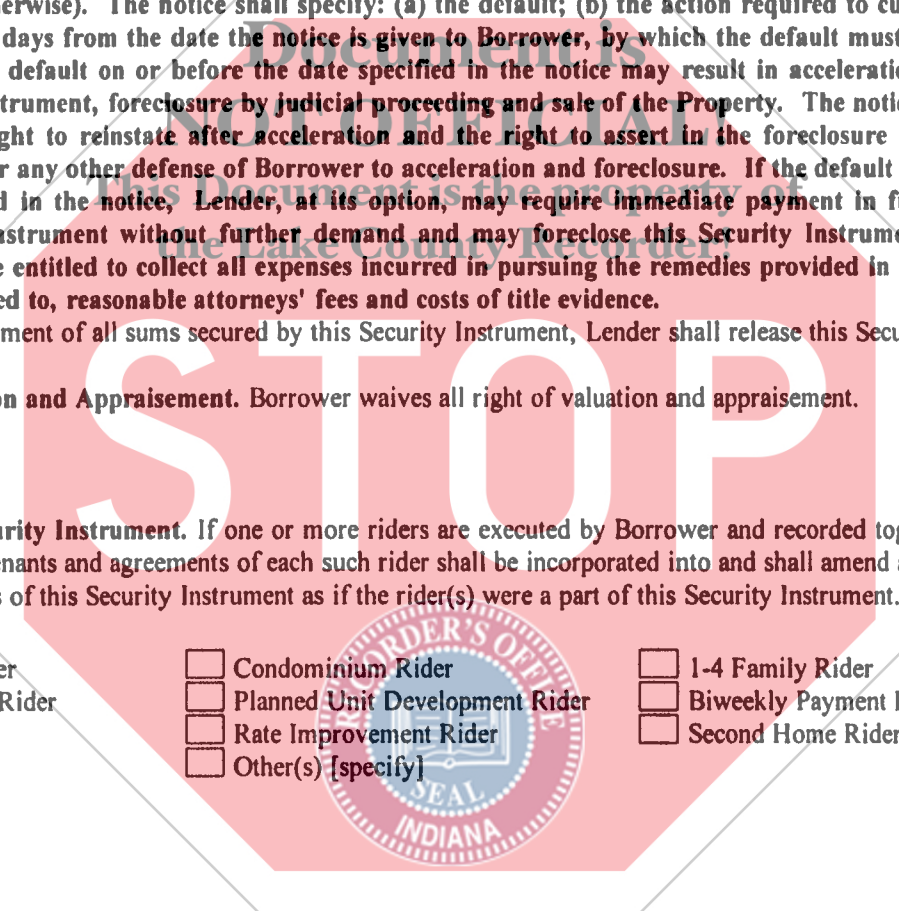 erwise). The notice shall specify: (a) the default; (b) the action required to cu
days from the date the notice is given to Borrower, by which the default must
default on or before the date specified in the notice may result in acceleratio
trument, foreclosure by judicial proceeding and sale of the Property. The notic
ght to reinstate after acceleration and the right to assert in the foreclosure
r any other defense of Borrower to acceleration and foreclosure. If the default
d in the notice, Lender, at its option, may require immediate payment in fu
nstrument without further demand and may foreclose this Security Instrume
e entitled to collect all expenses incurred in pursuing the remedies provided in
ed to, reasonable attorneys' fees and costs of title evidence.
ment of all sums secured by this Security Instrument, Lender shall release this Secu
on and Appraisement. Borrower waives all right of valuation and appraisement.
urity Instrument. If one or more riders are executed by Borrower and recorded tog
enants and agreements of each such rider shall be incorporated into and shall amend a
s of this Security Instrument as if the rider(s) were a part of this Security Instrument.
er Condominium Rider 1-4 Family Rider
Rider Planned Unit Development Rider Biweekly Payment
Rate Improvement Rider Second Home Rider
Other(s) [specify]
Document is
NOT OFFICIAL!
This Document is the property of
the Lake County Recorder!
STOP
RECORDER'S OFFICE
SEAL
INDIANA